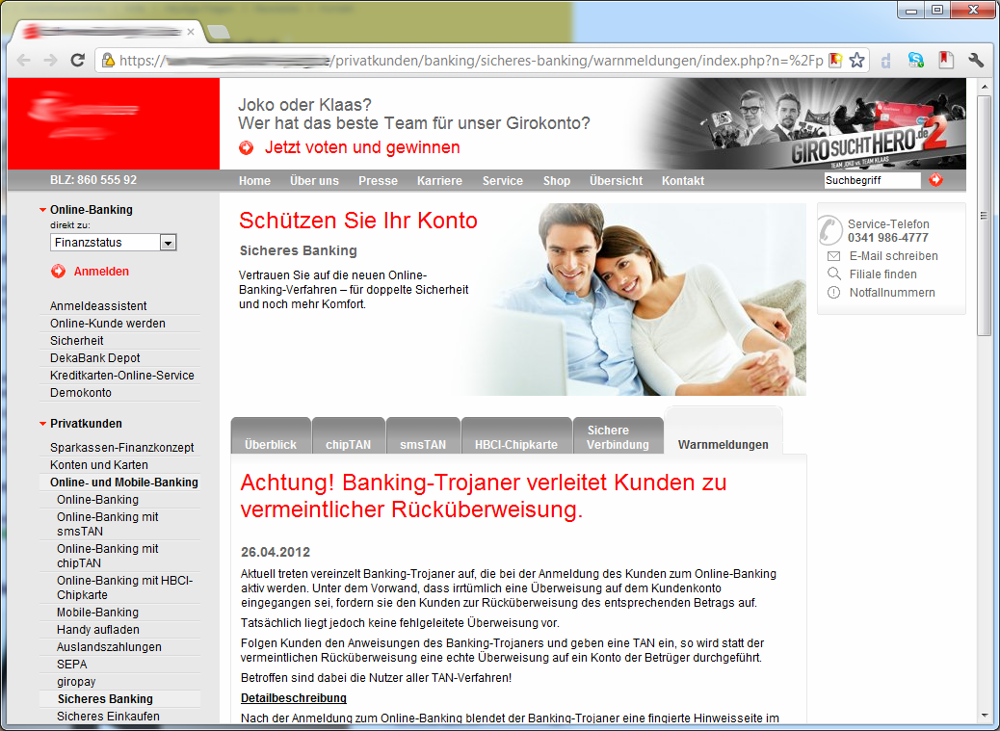 https://
/privatkunden/banking/sicheres-banking/warnmeldungen/index.php?n=%2Fp
Joko oder Klaas?
Wer hat das beste Team für unser Girokonto?
Jetzt voten und gewinnen
GIRO SUCHT HERO.de 2
TEAM JOKO vs. TEAM KLAAS
BLZ: 860 555 92
Home Über uns Presse Karriere Service Shop Übersicht Kontakt
Suchbegriff
Online-Banking
direkt zu:
Finanzstatus
Anmelden
Anmeldeassistent
Online-Kunde werden
Sicherheit
DekaBank Depot
Kreditkarten-Online-Service
Demokonto
Privatkunden
Sparkassen-Finanzkonzept
Konten und Karten
Online- und Mobile-Banking
Online-Banking
Online-Banking mit
smsTAN
Online-Banking mit
chipTAN
Online-Banking mit HBCI-
Chipkarte
Mobile-Banking
Handy aufladen
Auslandszahlungen
SEPA
giropay
Sicheres Banking
Sicheres Einkaufen
Schützen Sie Ihr Konto
Sicheres Banking
Vertrauen Sie auf die neuen Online-
Banking-Verfahren – für doppelte Sicherheit
und noch mehr Komfort.
Service-Telefon
0341 986-4777
E-Mail schreiben
Filiale finden
Notfallnummern
Überblick
chipTAN
smsTAN
HBCI-Chipkarte
Sichere
Verbindung
Warnmeldungen
Achtung! Banking-Trojaner verleitet Kunden zu
vermeintlicher Rücküberweisung.
26.04.2012
Aktuell treten vereinzelt Banking-Trojaner auf, die bei der Anmeldung des Kunden zum Online-Banking
aktiv werden. Unter dem Vorwand, dass irrtümlich eine Überweisung auf dem Kundenkonto
eingegangen sei, fordern sie den Kunden zur Rücküberweisung des entsprechenden Betrags auf.
Tatsächlich liegt jedoch keine fehlgeleitete Überweisung vor.
Folgen Kunden den Anweisungen des Banking-Trojaners und geben eine TAN ein, so wird statt der
vermeintlichen Rücküberweisung eine echte Überweisung auf ein Konto der Betrüger durchgeführt.
Betroffen sind dabei die Nutzer aller TAN-Verfahren!
Detailbeschreibung
Nach der Anmeldung zum Online-Banking blendet der Banking-Trojaner eine fingierte Hinweisseite im